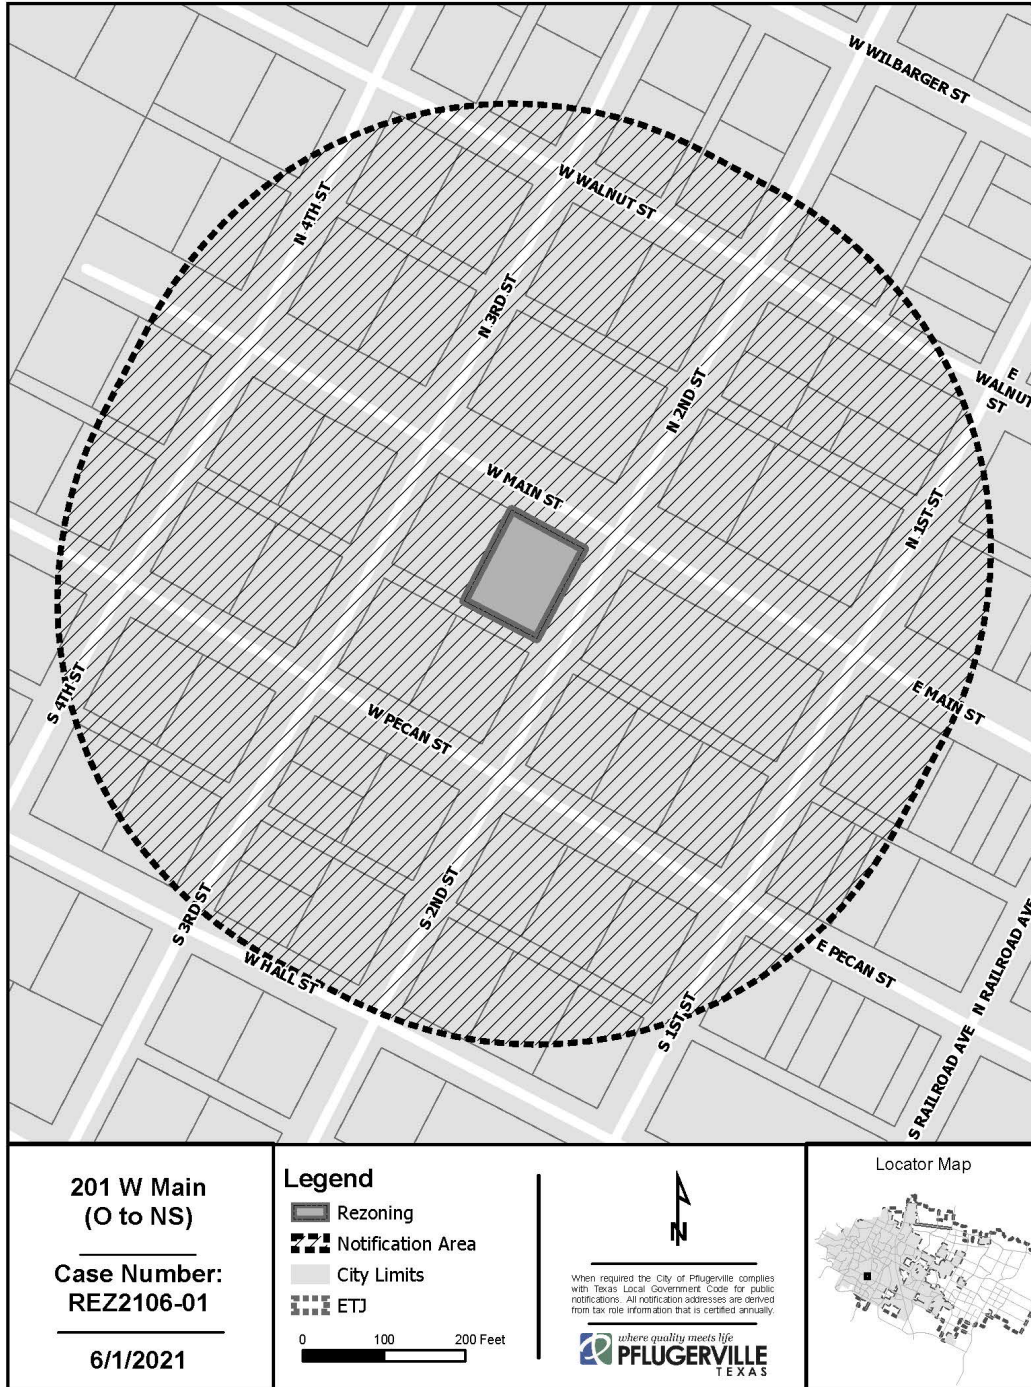 W WILBARGER ST
W WALNUT ST
N 4TH ST
N 3RD ST
N 2ND ST
E
WALNUT
ST
W MAIN ST
N 1ST ST
S 4TH ST
W PECAN ST
E MAIN ST
S 3RD ST
S 2ND ST
W HALL ST
E PECAN ST
S 1ST ST
N RAILROAD AVE
S RAILROAD AVE
201 W Main
(O to NS)
Case Number:
REZ2106-01
6/1/2021
Legend
Rezoning
Notification Area
City Limits
ETJ
0 100 200 Feet
N
When required the City of Pflugerville complies
with Texas Local Government Code for public
notifications. All notification addresses are derived
from tax role information that is certified annually.
where quality meets life
PFLUGERVILLE
TEXAS
Locator Map